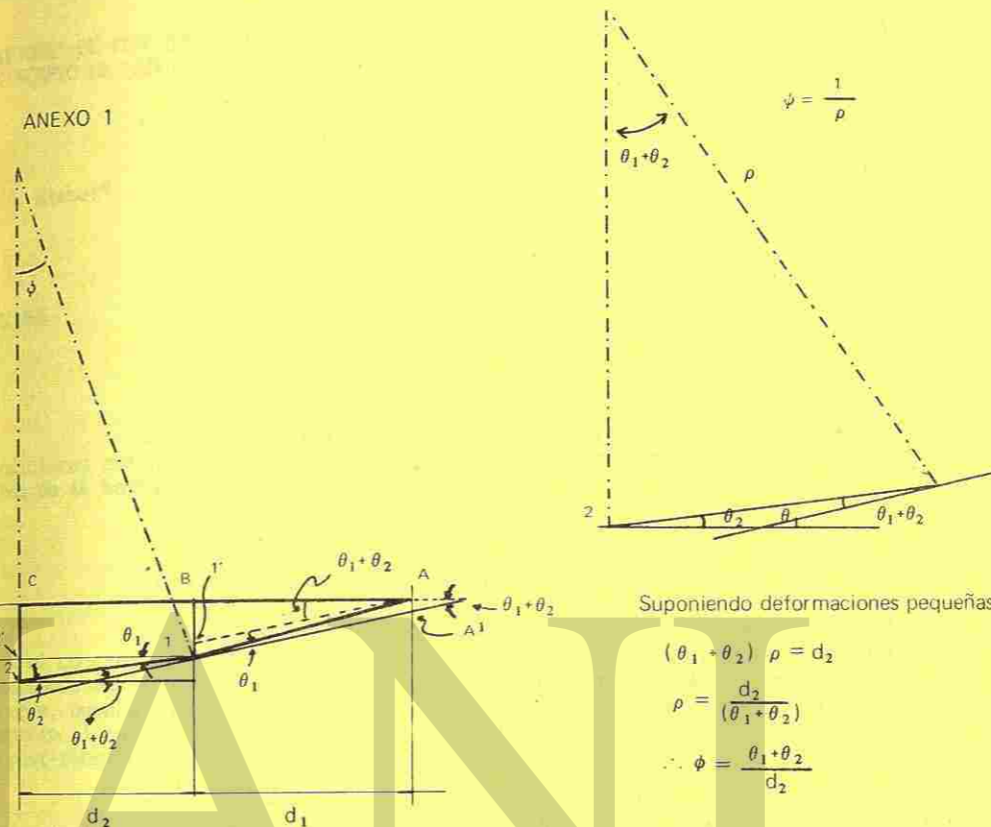 ANEXO 1
φ
C
B
1'
θ₁+θ₂
A
θ₁+θ₂
A¹
1
θ₁
θ₁
2
θ₂
θ₁+θ₂
d₂
d₁
φ = 1/ρ
θ₁+θ₂
ρ
2
θ₂
θ₁+θ₂
Suponiendo deformaciones pequeñas
(θ₁+θ₂) ρ = d₂
ρ = d₂/(θ₁+θ₂)
∴ φ = θ₁+θ₂/d₂
ANI